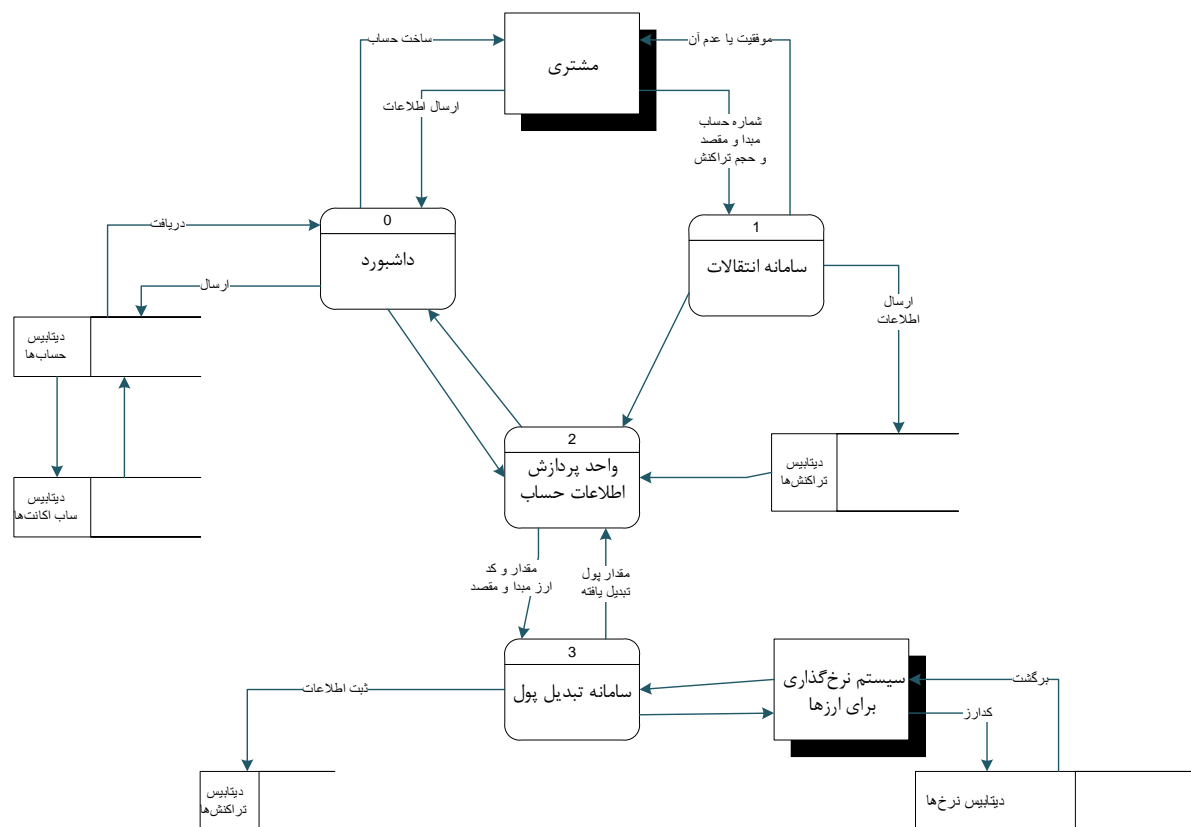 ساخت حساب
مشتری
موفقیت یا عدم آن
ارسال اطلاعات
شماره حساب
مبدا و مقصد
و حجم تراکنش
0
داشبورد
1
سامانه انتقالات
دریافت
ارسال
ارسال
اطلاعات
دیتابیس
حساب‌ها
2
واحد پردازش
اطلاعات حساب
دیتابیس
تراکنش‌ها
دیتابیس
ساب اکانت‌ها
مقدار و کد
ارز مبدا و مقصد
مقدار پول
تبدیل یافته
3
سامانه تبدیل پول
سیستم نرخ‌گذاری
برای ارزها
برگشت
ثبت اطلاعات
کدارز
دیتابیس
تراکنش‌ها
دیتابیس نرخ‌ها